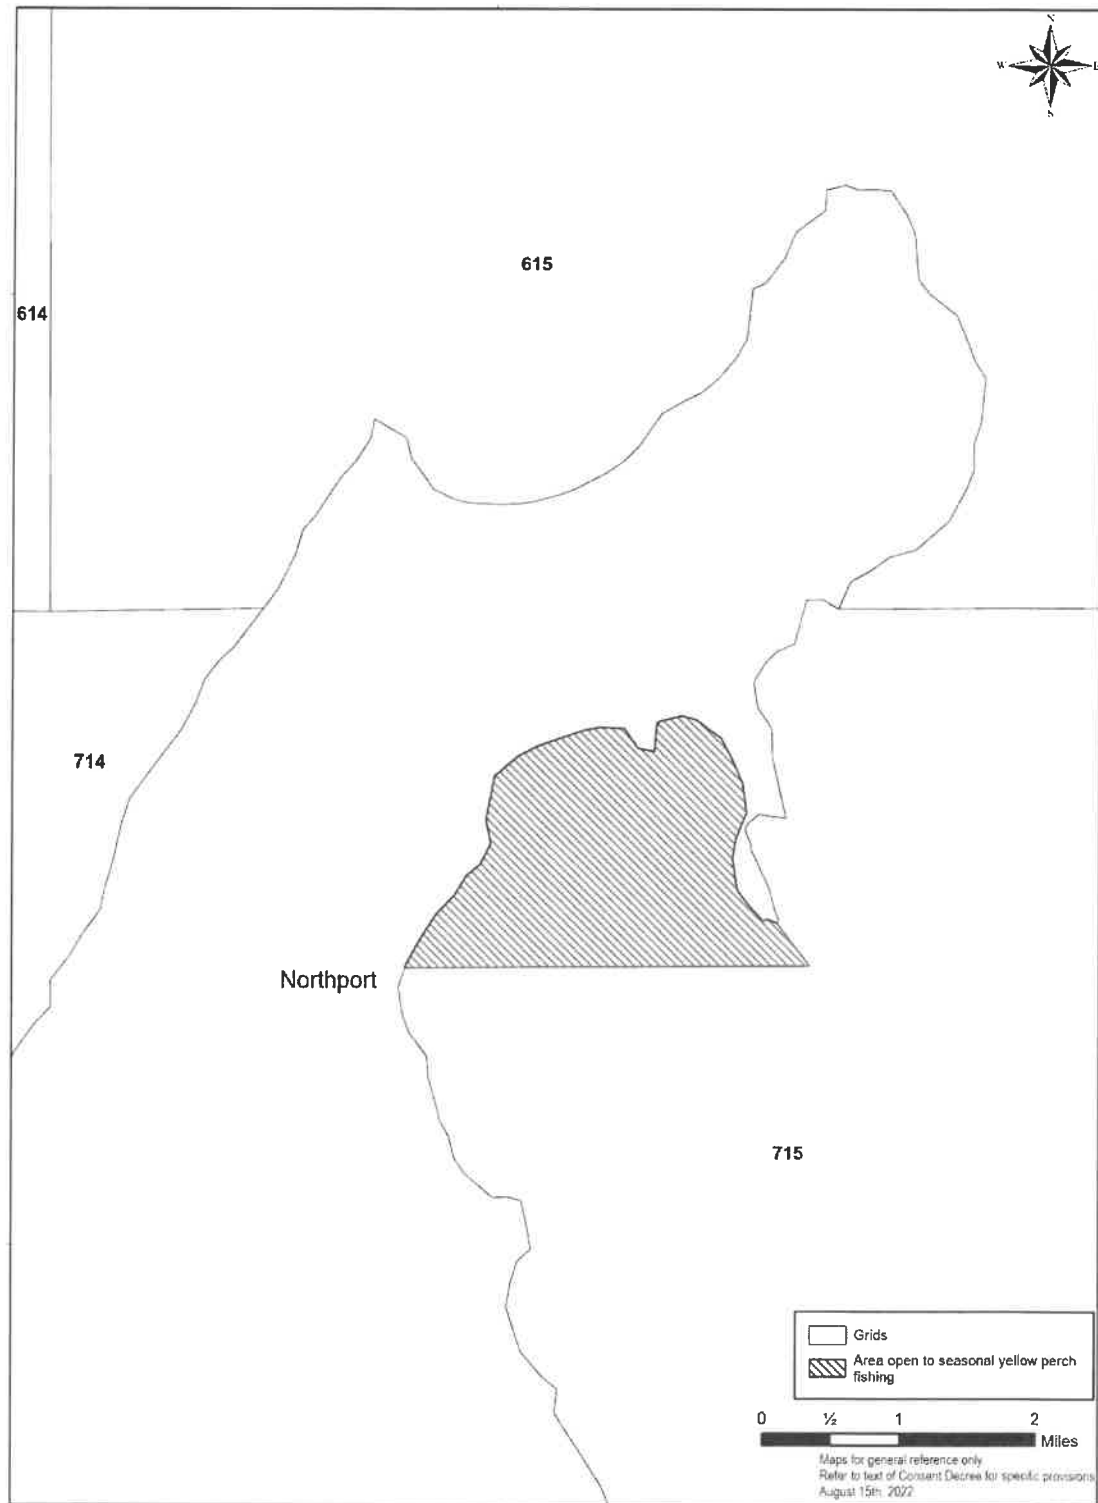 N
W
E
S
615
614
714
Northport
715
Grids
Area open to seasonal yellow perch
fishing
0 ½ 1 2
Miles
Maps for general reference only
Refer to text of Consent Decree for specific provisions
August 15th, 2022